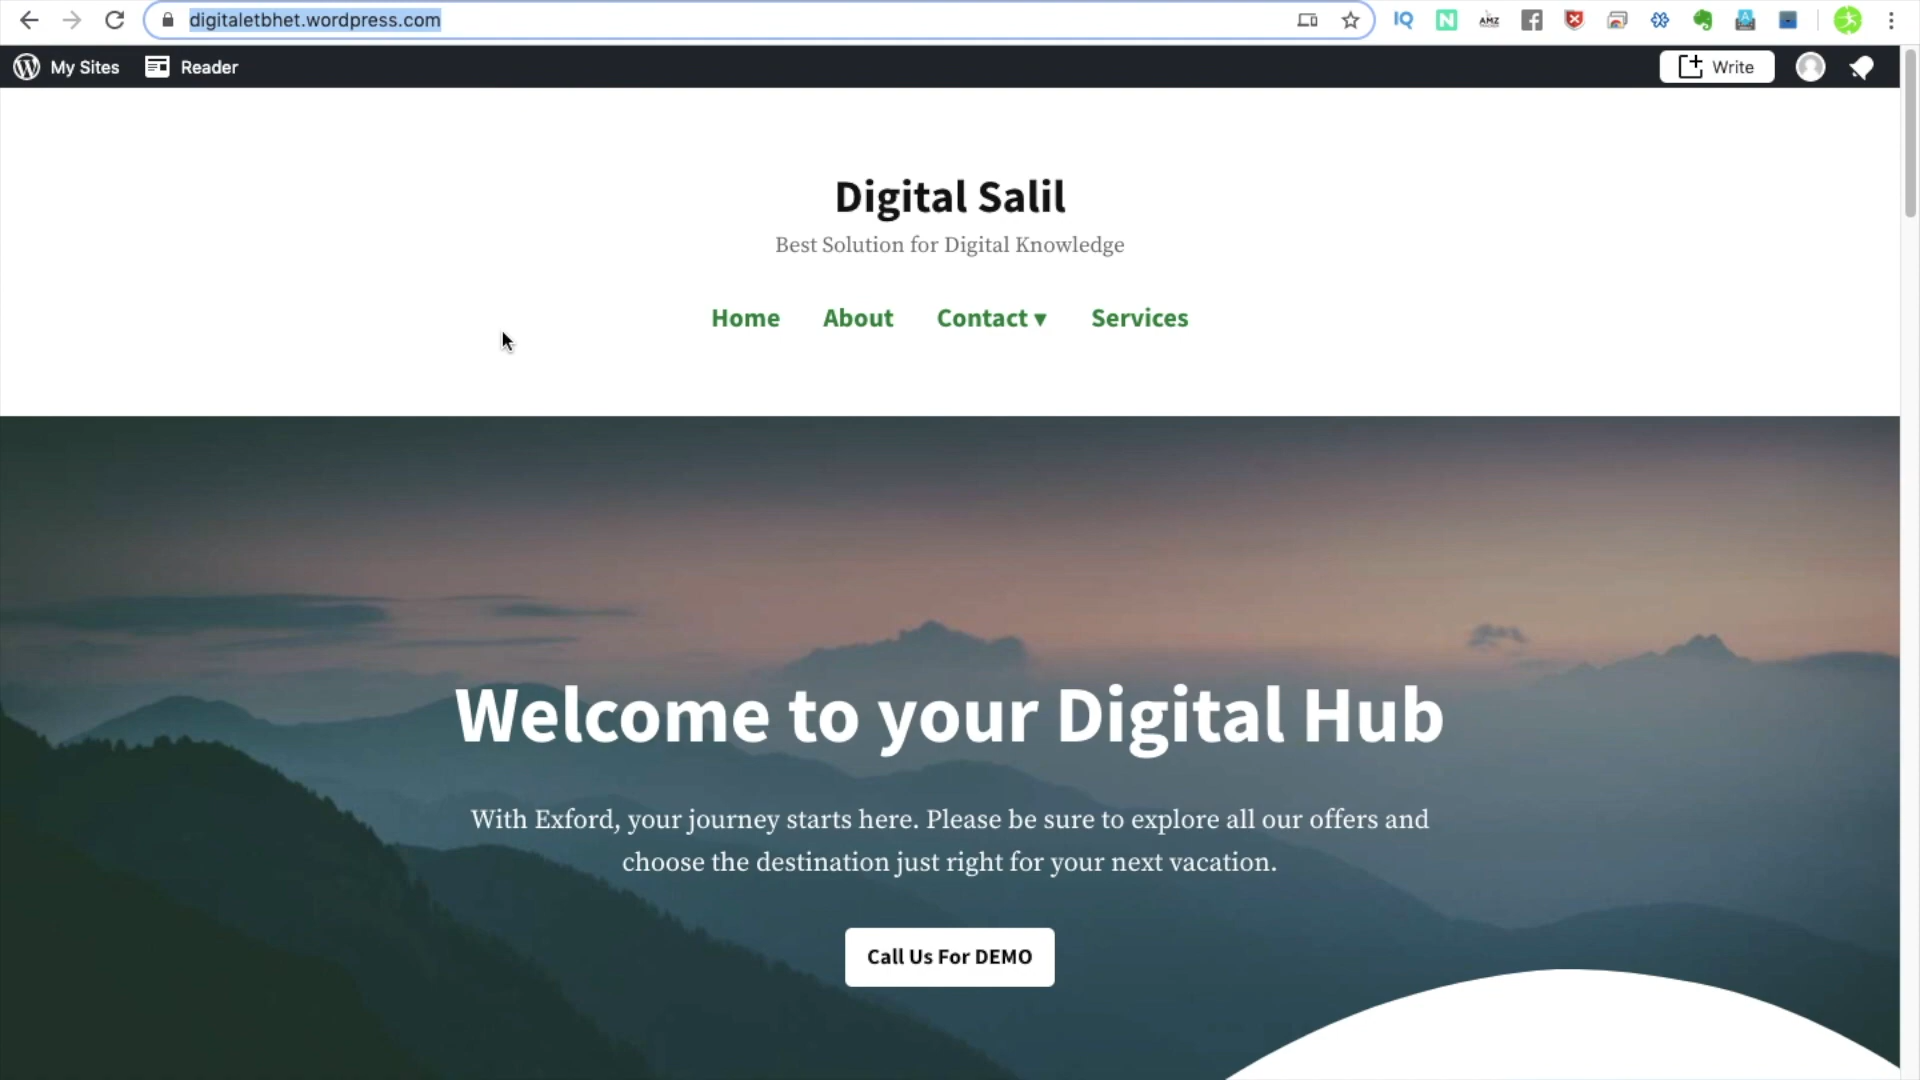 digitaletbhet.wordpress.com
IQ
N
AMZ
My Sites
Reader
Write
Digital Salil
Best Solution for Digital Knowledge
Home
About
Contact ▾
Services
Welcome to your Digital Hub
With Exford, your journey starts here. Please be sure to explore all our offers and
choose the destination just right for your next vacation.
Call Us For DEMO